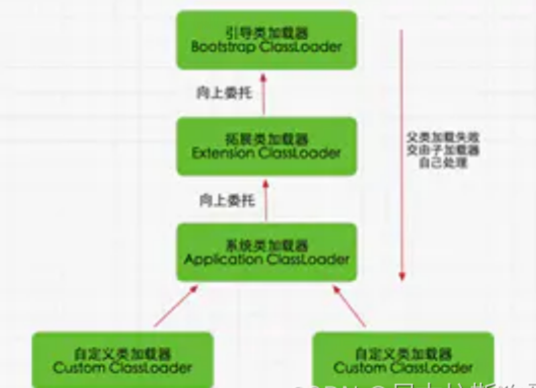 引导类加载器
Bootstrap ClassLoader
向上委托
拓展类加载器
Extension ClassLoader
父类加载失败
交由子加载器
自己处理
向上委托
系统类加载器
Application ClassLoader
自定义类加载器
Custom ClassLoader
自定义类加载器
Custom ClassLoader